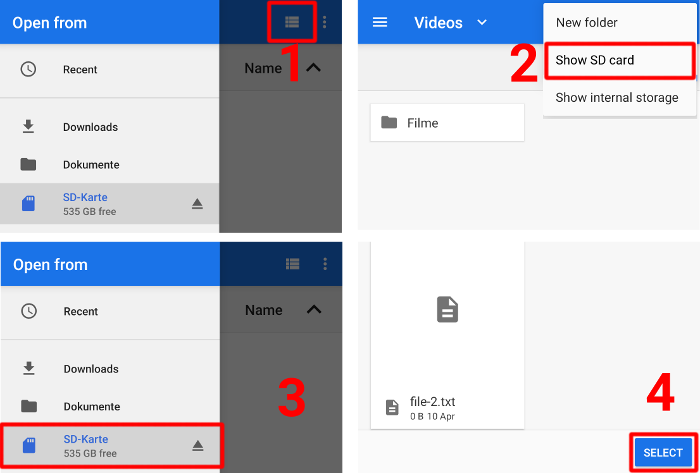 Open from
1
Recent
Name
Downloads
Dokumente
SD-Karte
535 GB free
Videos
New folder
2
Show SD card
Show internal storage
Filme
Open from
Recent
Name
Downloads
3
Dokumente
SD-Karte
535 GB free
file-2.txt
0 B 10 Apr
4
SELECT